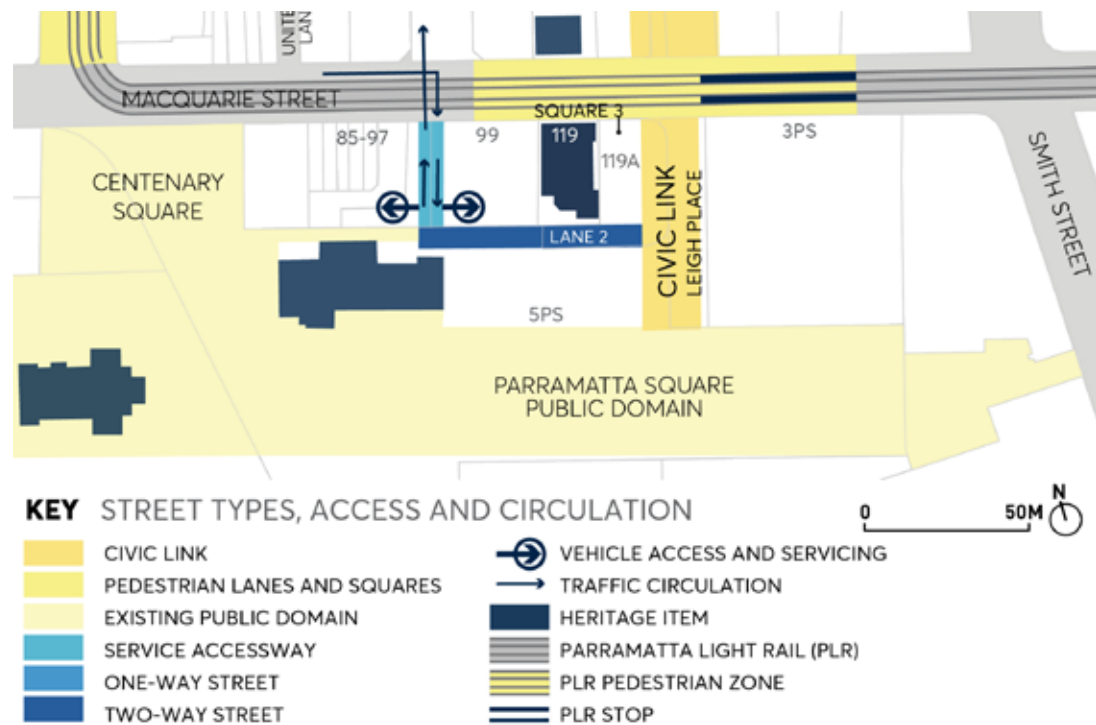 UNITE
LAN
MACQUARIE STREET
SQUARE 3
85-97
99
119
119A
3PS
CENTENARY
SQUARE
CIVIC LINK
LEIGH PLACE
SMITH STREET
LANE 2
5PS
PARRAMATTA SQUARE
PUBLIC DOMAIN
KEY STREET TYPES, ACCESS AND CIRCULATION
0 50M N
CIVIC LINK
PEDESTRIAN LANES AND SQUARES
EXISTING PUBLIC DOMAIN
SERVICE ACCESSWAY
ONE-WAY STREET
TWO-WAY STREET
VEHICLE ACCESS AND SERVICING
TRAFFIC CIRCULATION
HERITAGE ITEM
PARRAMATTA LIGHT RAIL (PLR)
PLR PEDESTRIAN ZONE
PLR STOP